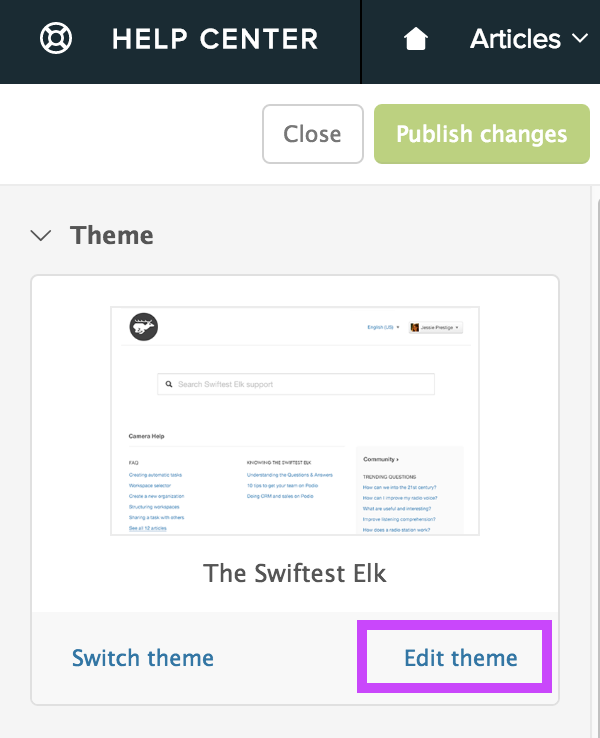 HELP CENTER
Articles
Close
Publish changes
Theme
English (US)
Jessie Prestige
Search Swiftest Elk support
Camera Help
FAQ
Creating automatic tasks
Workspace selector
Create a new organization
Structuring workspaces
Sharing a task with others
See all 12 articles
KNOWING THE SWIFTEST ELK
Understanding the Questions & Answers
10 tips to get your team on Podio
Doing CRM and sales on Podio
Community
TRENDING QUESTIONS
How can we into the 21st century?
How can I improve my radio voice?
What are useful and interesting?
Improve listening comprehension?
How does a radio station work?
The Swiftest Elk
Switch theme
Edit theme